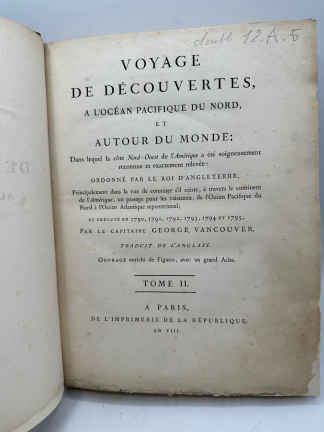 double 12.A.6
VOYAGE
DE DÉCOUVERTES,
A L'OCÉAN PACIFIQUE DU NORD,
ET
AUTOUR DU MONDE;
Dans lequel la côte Nord-Ouest de l'Amérique a été soigneusement
reconnue et exactement relevée:
ORDONNÉ PAR LE ROI D'ANGLETERRE,
Principalement dans la vue de constater s'il existe, à travers le continent
de l'Amérique, un passage pour les vaisseaux, de l'Océan Pacifique du
Nord à l'Océan Atlantique septentrional;
ET EXÉCUTÉ EN 1790, 1791, 1792, 1793, 1794 ET 1795,
PAR LE CAPITAINE GEORGE VANCOUVER.
TRADUIT DE L'ANGLAIS.
OUVRAGE enrichi de Figures, avec un grand Atlas.
TOME II.
A PARIS,
DE L'IMPRIMERIE DE LA RÉPUBLIQUE.
AN VIII.